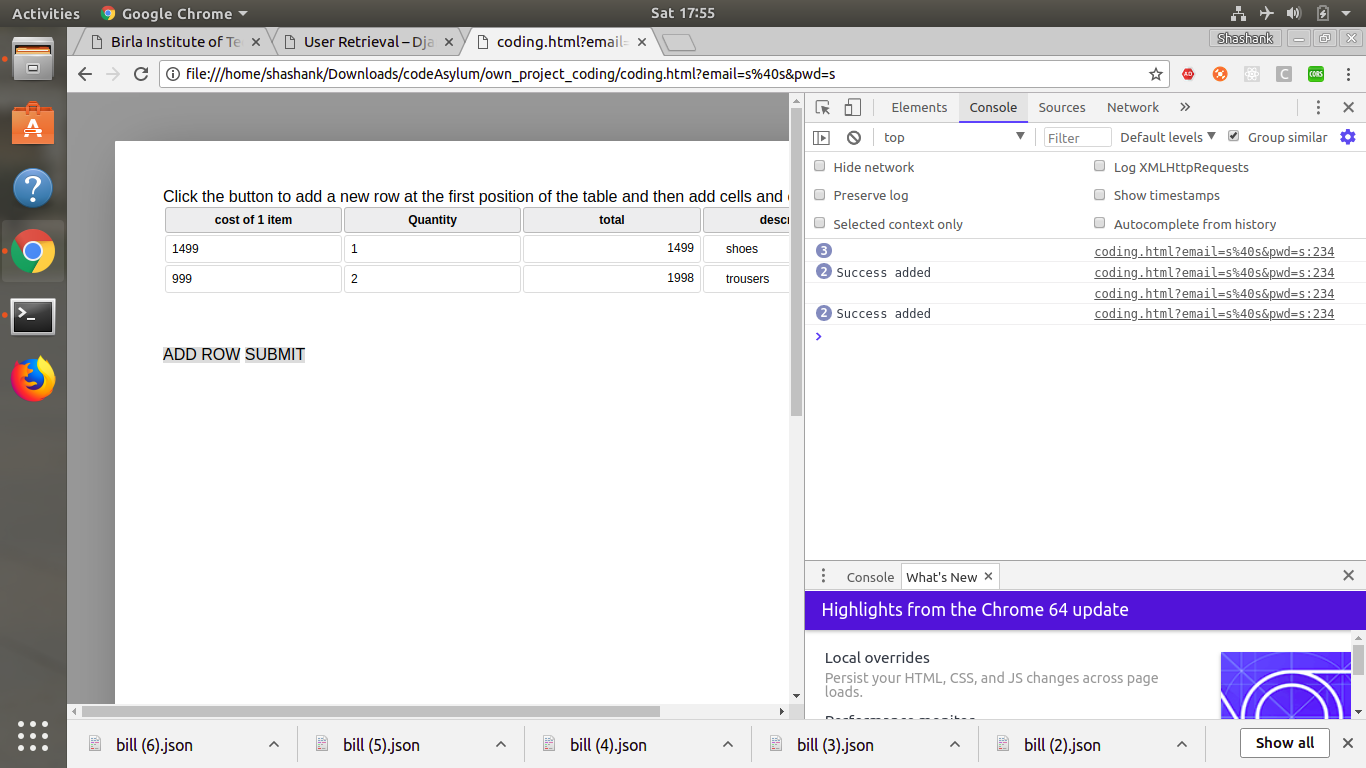 Activities Google Chrome Sat 17:55
Birla Institute of Te User Retrieval – Dja coding.html?email= Shashank
file:///home/shashank/Downloads/codeAsylum/own_project_coding/coding.html?email=s%40s&pwd=s
Elements Console Sources Network
top Filter Default levels Group similar
Hide network Log XMLHttpRequests
Preserve log Show timestamps
Selected context only Autocomplete from history
Click the button to add a new row at the first position of the table and then add cells and
cost of 1 item Quantity total descr
1499 1 1499 shoes
999 2 1998 trousers
ADD ROW SUBMIT
3 coding.html?email=s%40s&pwd=s:234
2 Success added coding.html?email=s%40s&pwd=s:234
coding.html?email=s%40s&pwd=s:234
2 Success added coding.html?email=s%40s&pwd=s:234
Console What's New
Highlights from the Chrome 64 update
Local overrides
Persist your HTML, CSS, and JS changes across page
loads.
Performance monitor
bill (6).json bill (5).json bill (4).json bill (3).json bill (2).json Show all